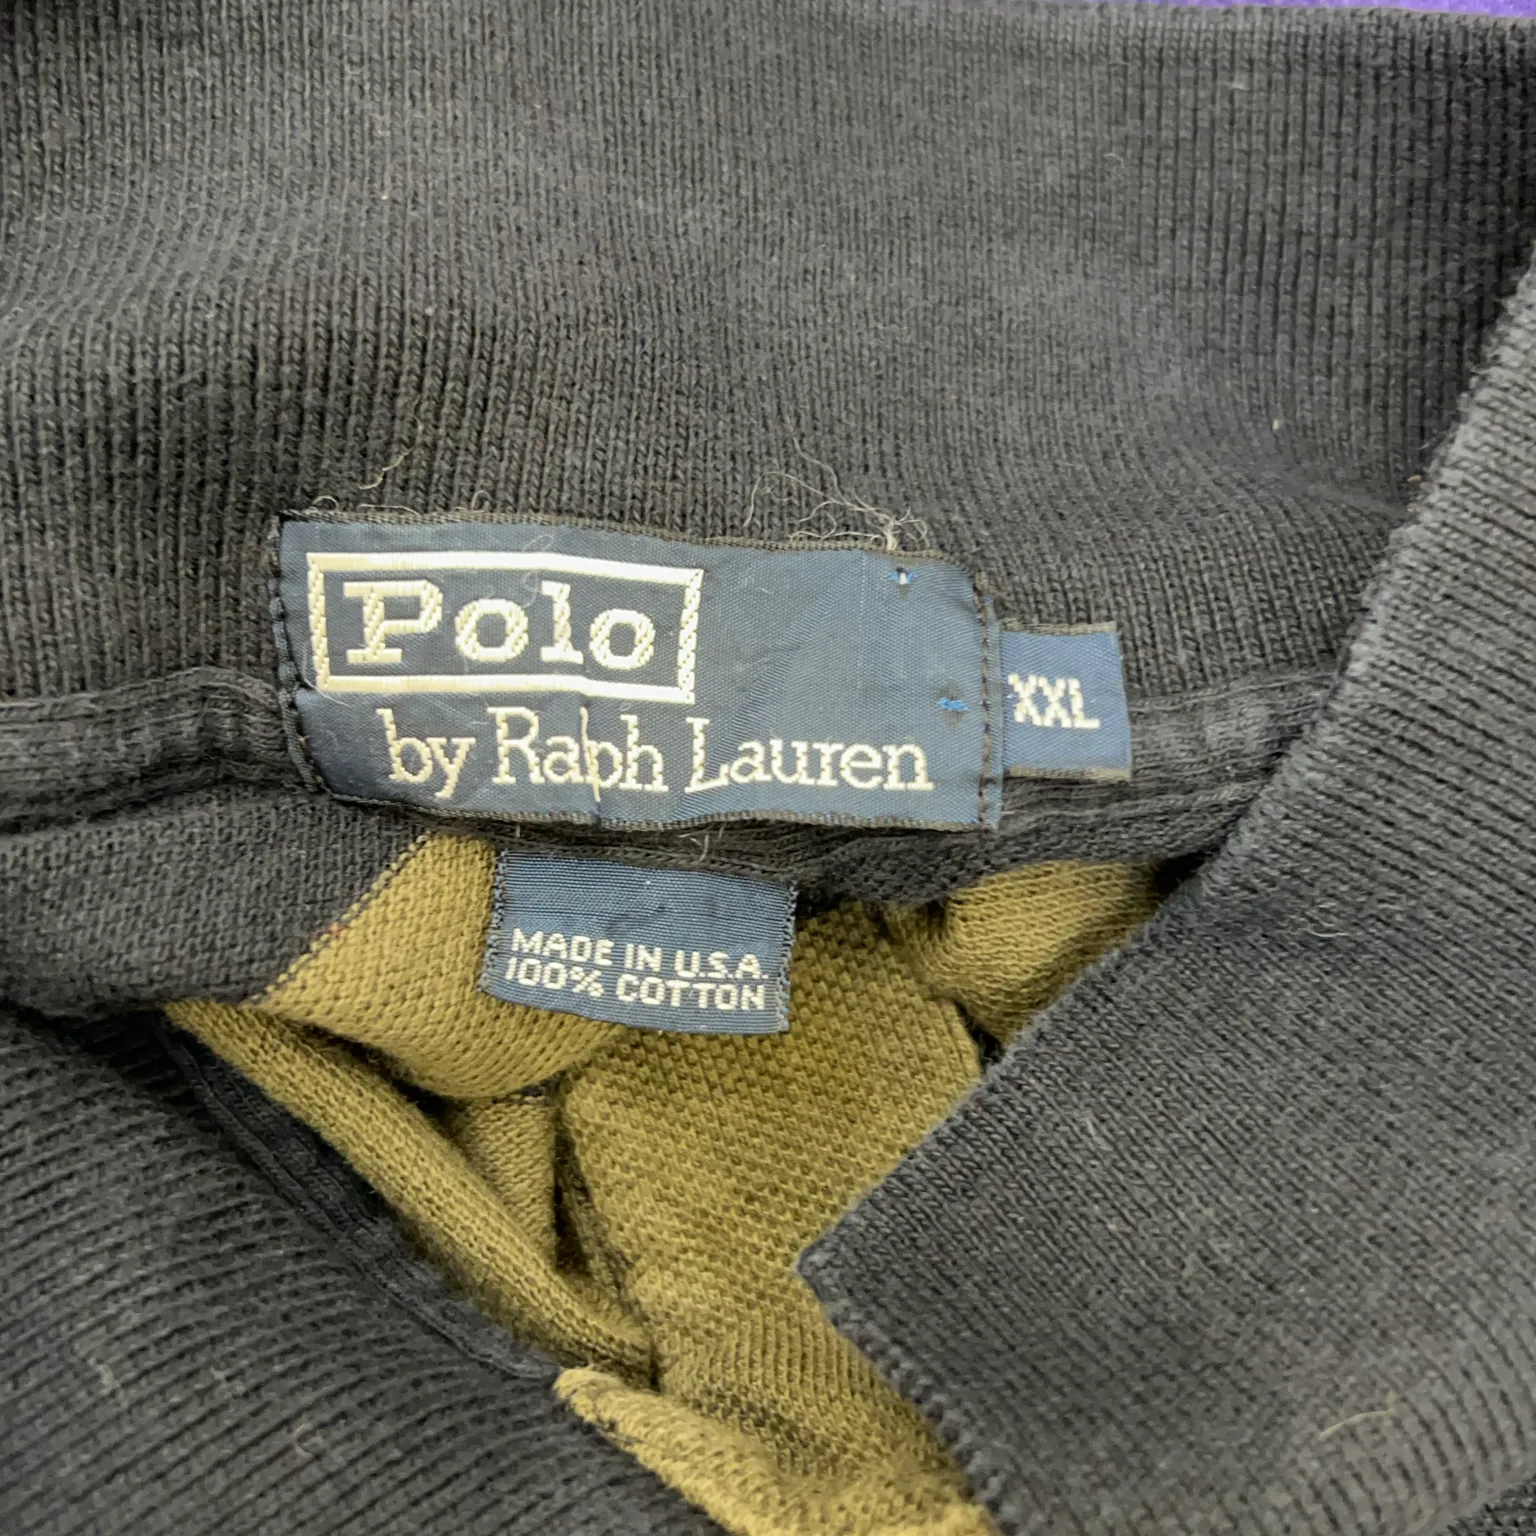 Polo
by Ralph Lauren
XXL
MADE IN U.S.A.
100% COTTON